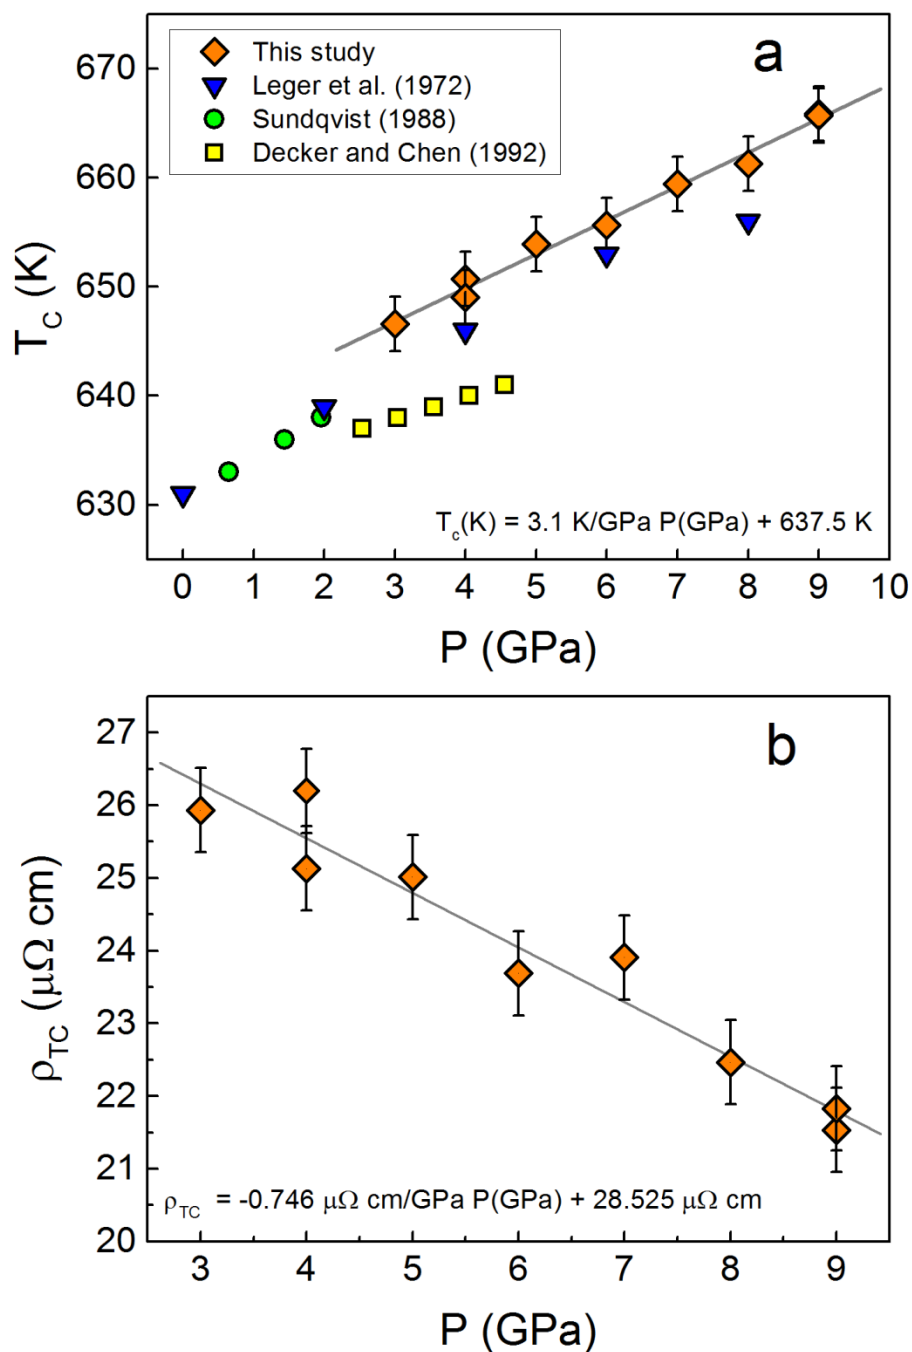 a
This study
Leger et al. (1972)
Sundqvist (1988)
Decker and Chen (1992)
670
660
650
640
630
T_C (K)
T_c(K) = 3.1 K/GPa P(GPa) + 637.5 K
0 1 2 3 4 5 6 7 8 9 10
P (GPa)
b
27
26
25
24
23
22
21
20
ρ_TC (μΩ cm)
ρ_TC = -0.746 μΩ cm/GPa P(GPa) + 28.525 μΩ cm
3 4 5 6 7 8 9
P (GPa)